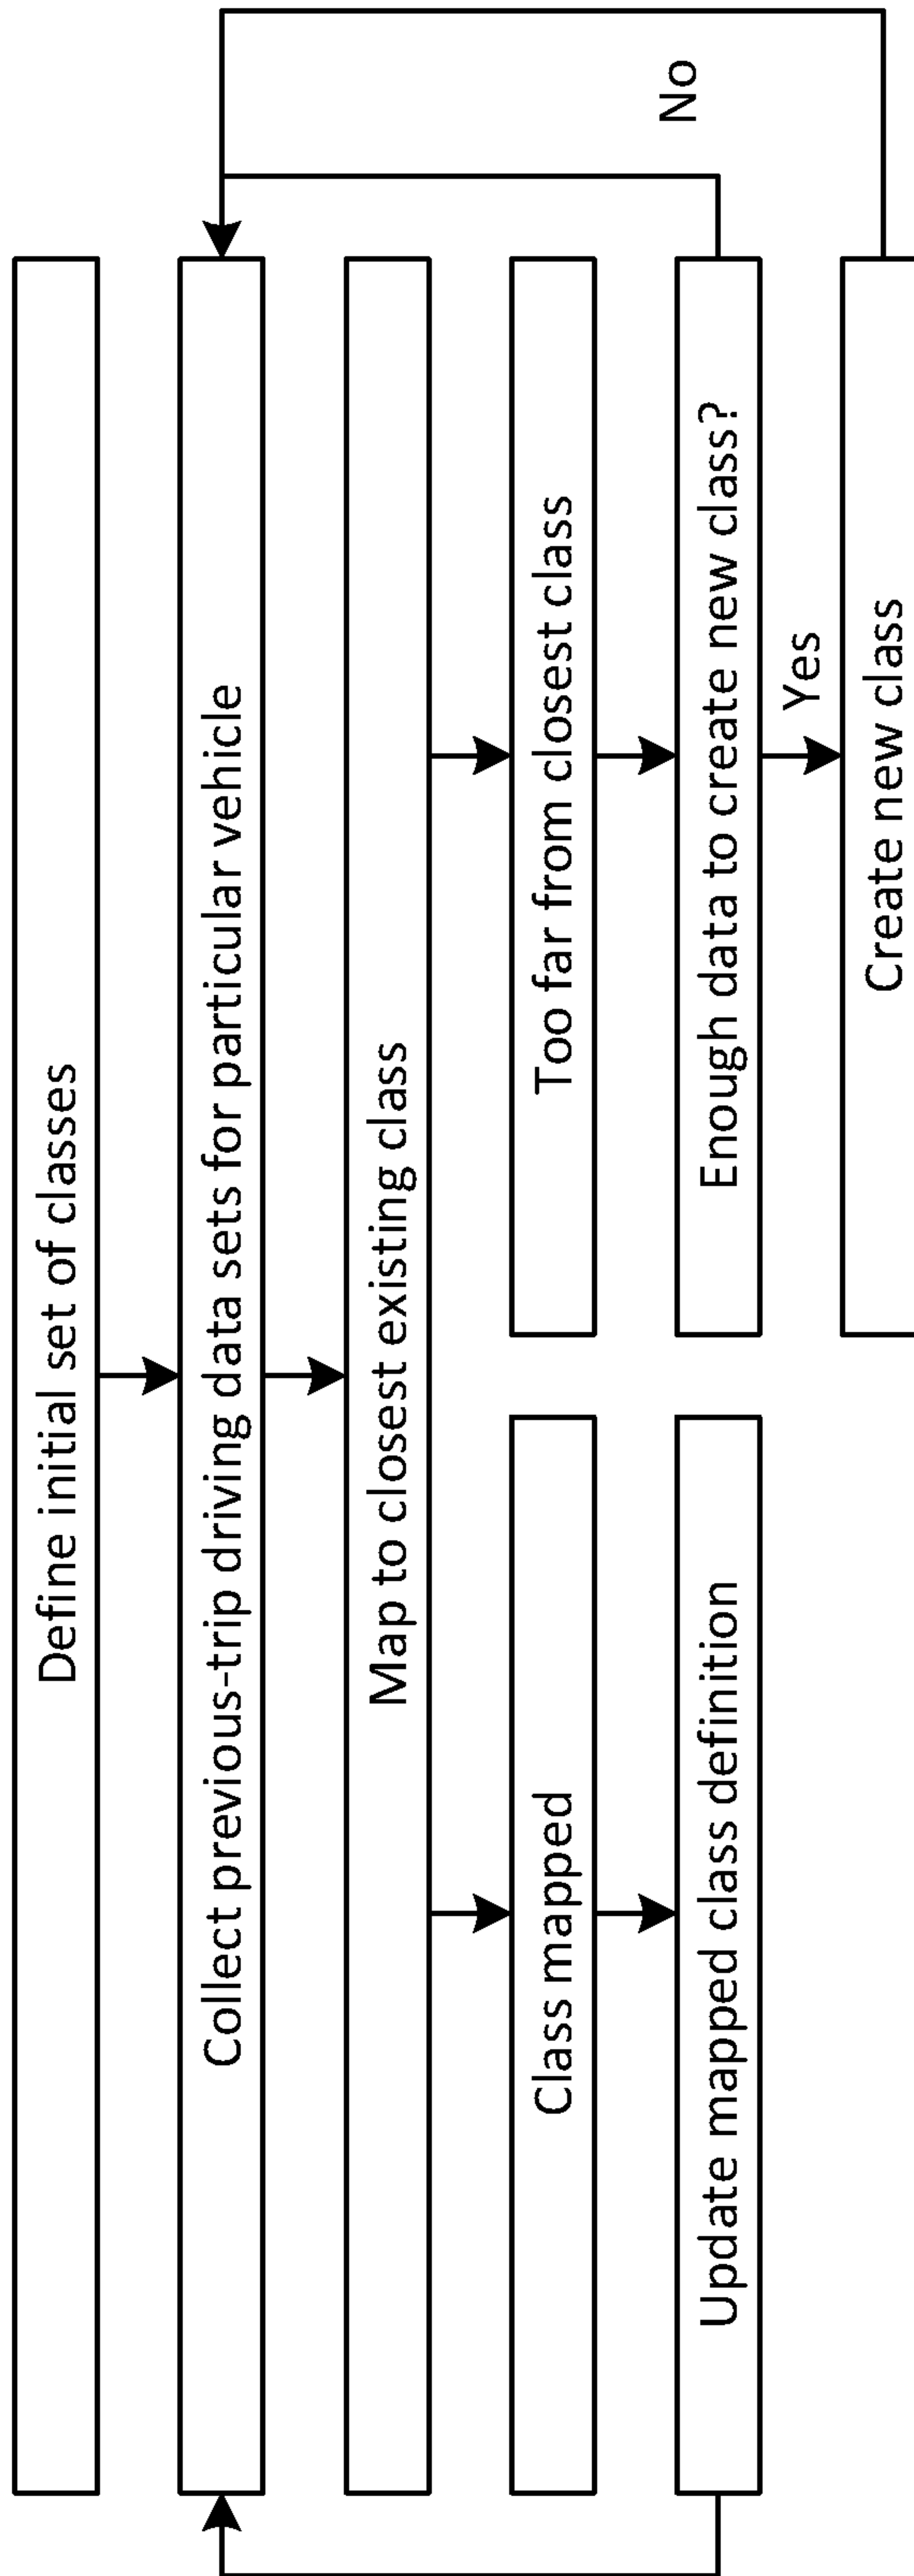 Define initial set of classes
Collect previous-trip driving data sets for particular vehicle
Map to closest existing class
Class mapped
Too far from closest class
Update mapped class definition
Enough data to create new class?
No
Yes
Create new class